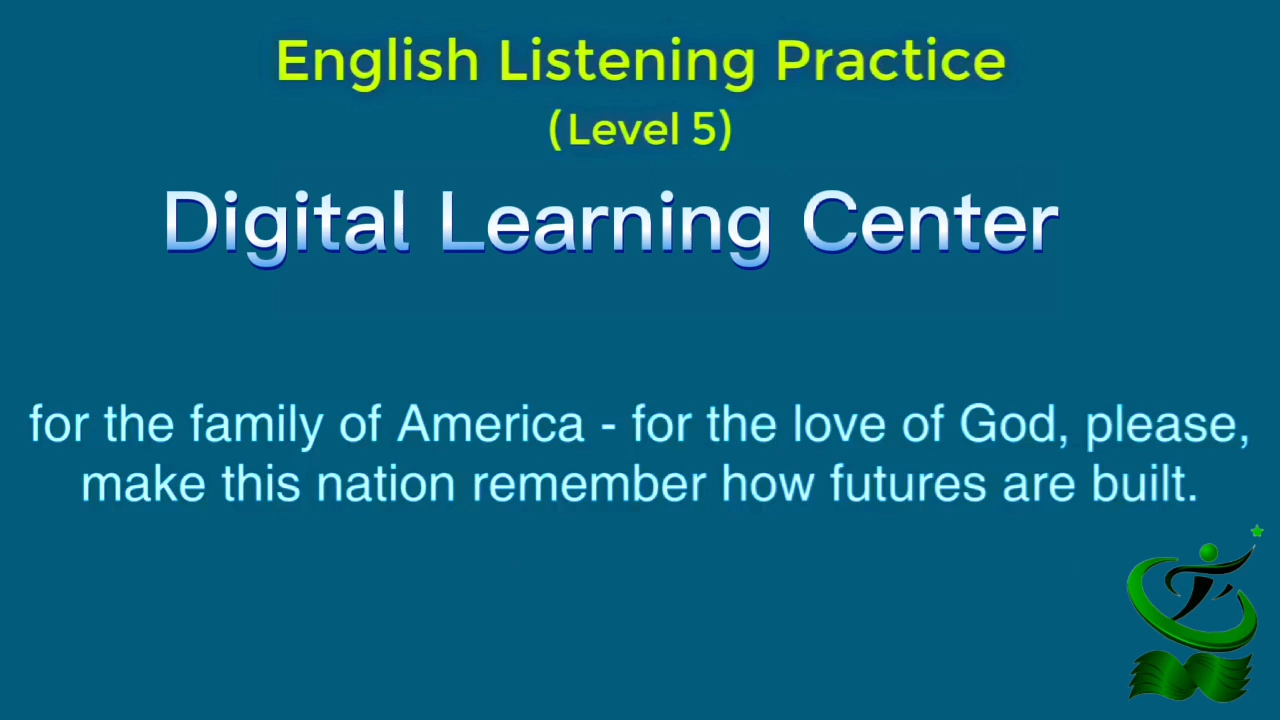 English Listening Practice
(Level 5)
Digital Learning Center
for the family of America - for the love of God, please,
make this nation remember how futures are built.